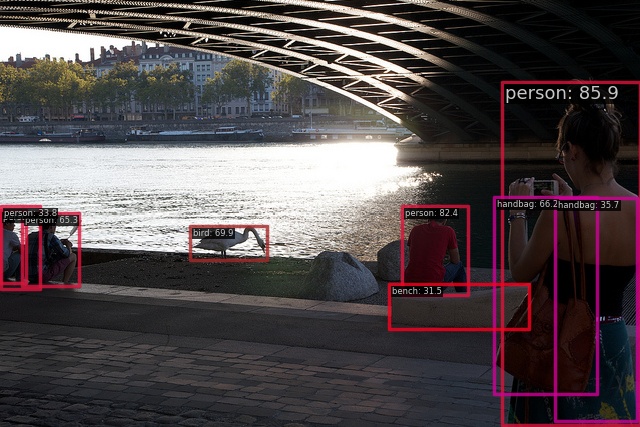 person: 85.9
handbag: 66.2
handbag: 35.7
person: 33.8
person: 65.3
person: 82.4
bird: 69.9
bench: 31.5